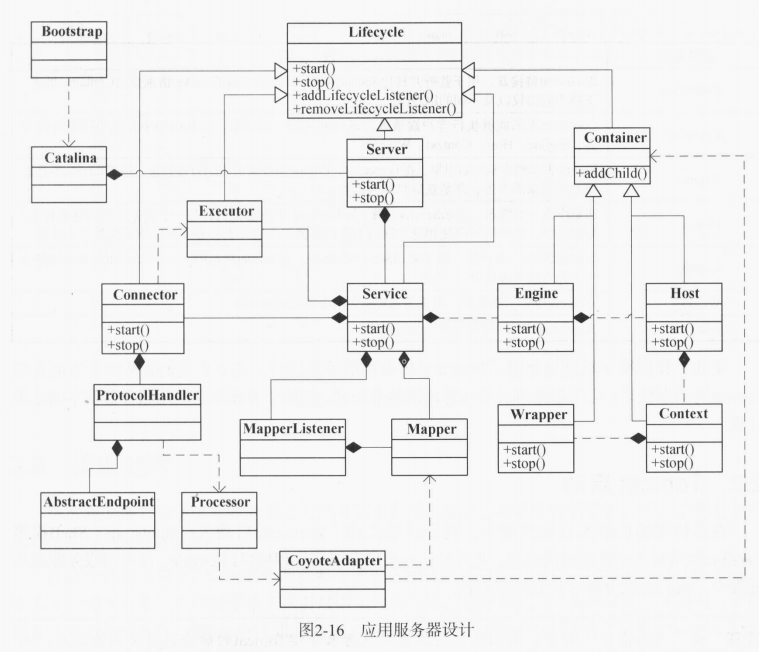 Bootstrap
Lifecycle
+start()
+stop()
+addLifecycleListener()
+removeLifecycleListener()
Catalina
Server
+start()
+stop()
Container
+addChild()
Executor
Connector
+start()
+stop()
Service
+start()
+stop()
Engine
+start()
+stop()
Host
+start()
+stop()
ProtocolHandler
MapperListener
Mapper
Wrapper
+start()
+stop()
Context
+start()
+stop()
AbstractEndpoint
Processor
CoyoteAdapter
图2-16 应用服务器设计